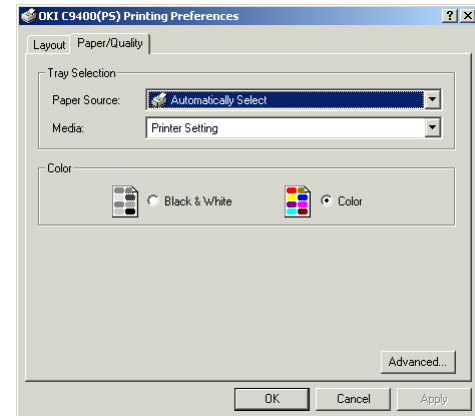 OKI C9400(PS) Printing Preferences
Layout Paper/Quality
Tray Selection
Paper Source: Automatically Select
Media: Printer Setting
Color
Black & White Color
Advanced...
OK Cancel Apply